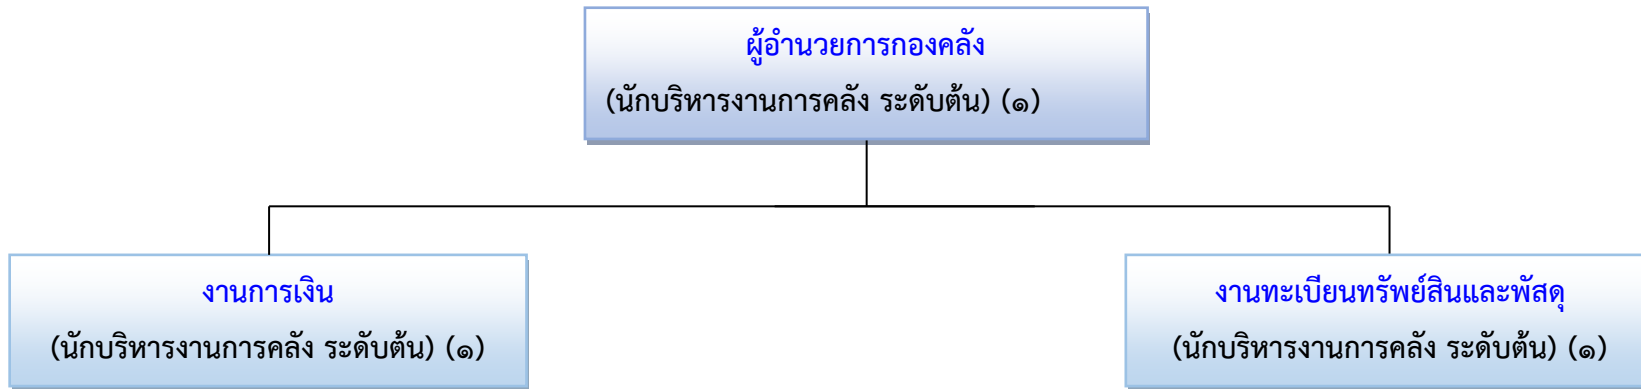 ผู้อำนวยการกองคลัง
(นักบริหารงานการคลัง ระดับต้น) (๑)
งานการเงิน
(นักบริหารงานการคลัง ระดับต้น) (๑)
งานทะเบียนทรัพย์สินและพัสดุ
(นักบริหารงานการคลัง ระดับต้น) (๑)